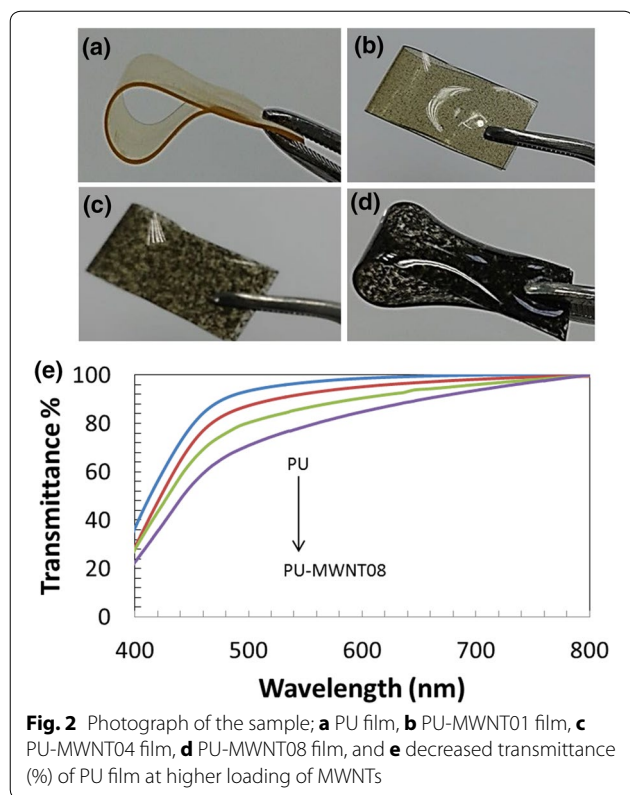 (a)
(b)
(c)
(d)
(e)
100
80
60
40
20
0
Transmittance %
PU
PU-MWNT08
400
500
600
700
800
Wavelength (nm)
Fig. 2 Photograph of the sample; a PU film, b PU-MWNT01 film, c
PU-MWNT04 film, d PU-MWNT08 film, and e decreased transmittance
(%) of PU film at higher loading of MWNTs